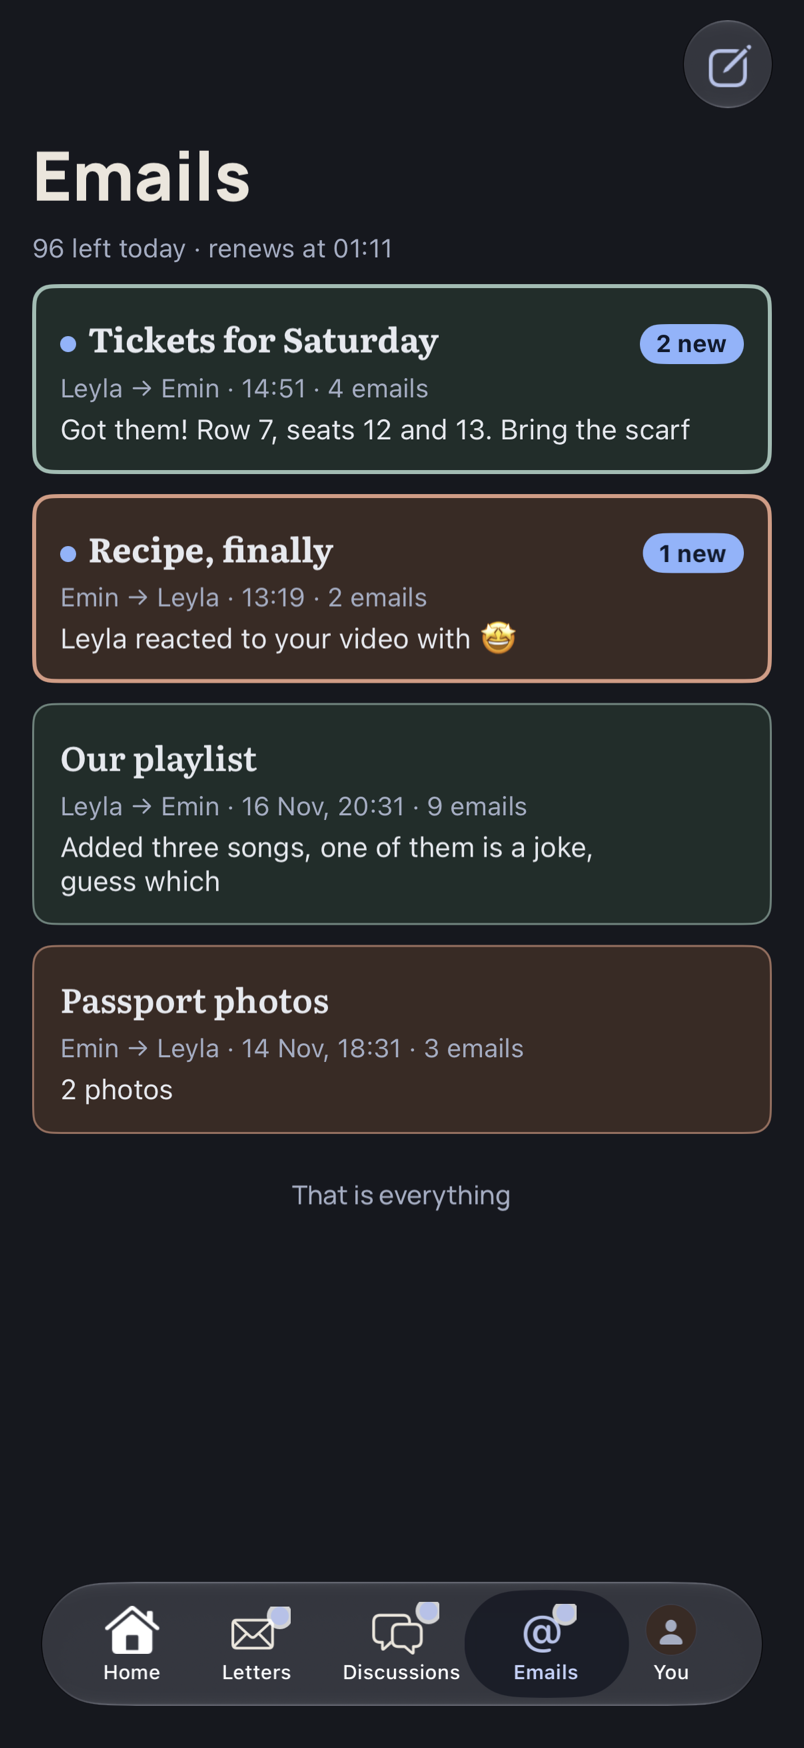 Emails
96 left today · renews at 01:11
Tickets for Saturday
2 new
Leyla → Emin · 14:51 · 4 emails
Got them! Row 7, seats 12 and 13. Bring the scarf
Recipe, finally
1 new
Emin → Leyla · 13:19 · 2 emails
Leyla reacted to your video with 🤩
Our playlist
Leyla → Emin · 16 Nov, 20:31 · 9 emails
Added three songs, one of them is a joke,
guess which
Passport photos
Emin → Leyla · 14 Nov, 18:31 · 3 emails
2 photos
That is everything
Home
Letters
Discussions
Emails
You